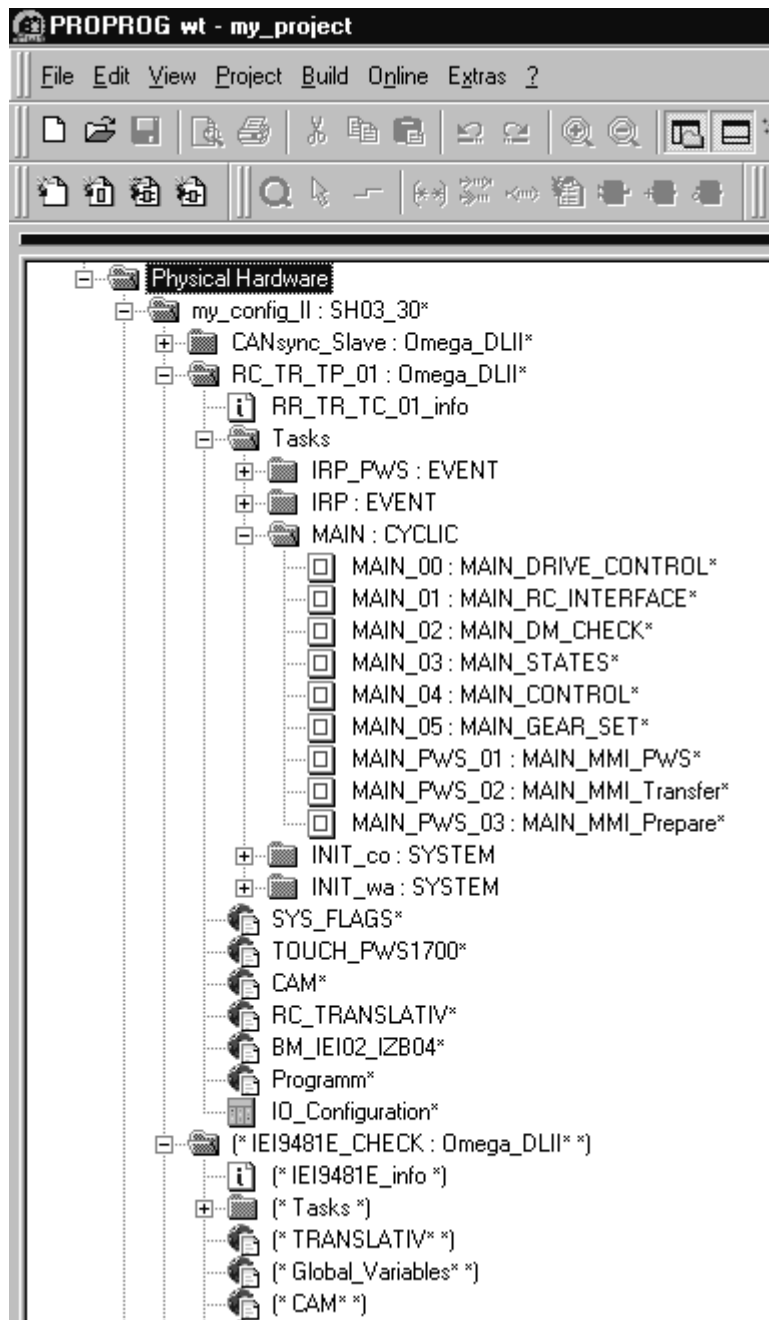 PROPROG wt - my_project
File Edit View Project Build Online Extras ?
Physical Hardware
my_config_II : SH03_30*
CANsync_Slave : Omega_DLII*
RC_TR_TP_01 : Omega_DLII*
RR_TR_TC_01_info
Tasks
IRP_PWS : EVENT
IRP : EVENT
MAIN : CYCLIC
MAIN_00 : MAIN_DRIVE_CONTROL*
MAIN_01 : MAIN_RC_INTERFACE*
MAIN_02 : MAIN_DM_CHECK*
MAIN_03 : MAIN_STATES*
MAIN_04 : MAIN_CONTROL*
MAIN_05 : MAIN_GEAR_SET*
MAIN_PWS_01 : MAIN_MMI_PWS*
MAIN_PWS_02 : MAIN_MMI_Transfer*
MAIN_PWS_03 : MAIN_MMI_Prepare*
INIT_co : SYSTEM
INIT_wa : SYSTEM
SYS_FLAGS*
TOUCH_PWS1700*
CAM*
RC_TRANSLATIV*
BM_IEI02_IZB04*
Programm*
IO_Configuration*
(* IEI9481E_CHECK : Omega_DLII* *)
(* IEI9481E_info *)
(* Tasks *)
(* TRANSLATIV* *)
(* Global_Variables* *)
(* CAM* *)